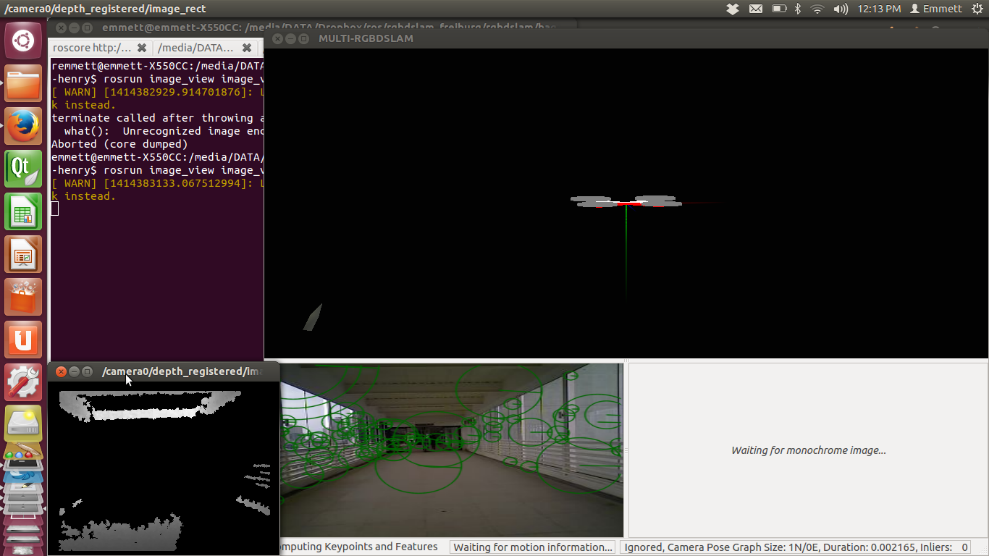 /camera0/depth_registered/image_rect
12:13 PM
Emmett
emmett@emmett-X550CC: /media/DATA/Dropbox/ros/rgbdslam_freiburg/rgbdslam/
roscore http:/... /media/DATA...
MULTI-RGBDSLAM
remmett@emmett-X550CC:/media/DATA
-henry$ rosrun image_view image_v
[ WARN] [1414382929.914701876]:
k instead.
terminate called after throwing a
what(): Unrecognized image enc
Aborted (core dumped)
emmett@emmett-X550CC:/media/DATA/
-henry$ rosrun image_view image_v
[ WARN] [1414383133.067512994]:
k instead.
/camera0/depth_registered/im
Waiting for monochrome image...
omputing Keypoints and Features
Waiting for motion information...
Ignored, Camera Pose Graph Size: 1N/0E, Duration: 0.002165, Inliers: 0